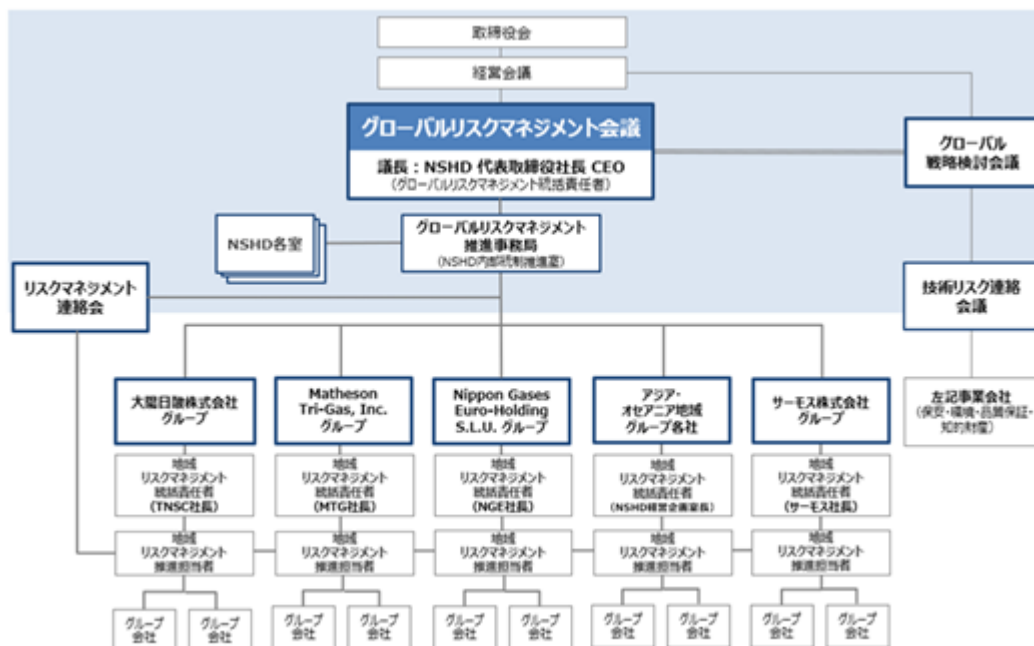 取締役会
経営会議
グローバルリスクマネジメント会議
議長:NSHD 代表取締役社長 CEO
(グローバルリスクマネジメント統括責任者)
グローバル
戦略検討会議
NSHD各室
グローバルリスクマネジメント
推進事務局
(NSHD内部統制推進室)
リスクマネジメント
連絡会
技術リスク連絡
会議
大陽日酸株式会社
グループ
Matheson
Tri-Gas, Inc.
グループ
Nippon Gases
Euro-Holding
S.L.U. グループ
アジア・
オセアニア地域
グループ各社
サーモス株式会社
グループ
左記事業会社
(保安・環境・品質保証・
知的財産)
地域
リスクマネジメント
統括責任者
(TNSC社長)
地域
リスクマネジメント
統括責任者
(MTG社長)
地域
リスクマネジメント
統括責任者
(NGE社長)
地域
リスクマネジメント
統括責任者
(NSHD経営企画室長)
地域
リスクマネジメント
統括責任者
(サーモス社長)
地域
リスクマネジメント
推進担当者
地域
リスクマネジメント
推進担当者
地域
リスクマネジメント
推進担当者
地域
リスクマネジメント
推進担当者
地域
リスクマネジメント
推進担当者
グループ
会社
グループ
会社
グループ
会社
グループ
会社
グループ
会社
グループ
会社
グループ
会社
グループ
会社
グループ
会社
グループ
会社